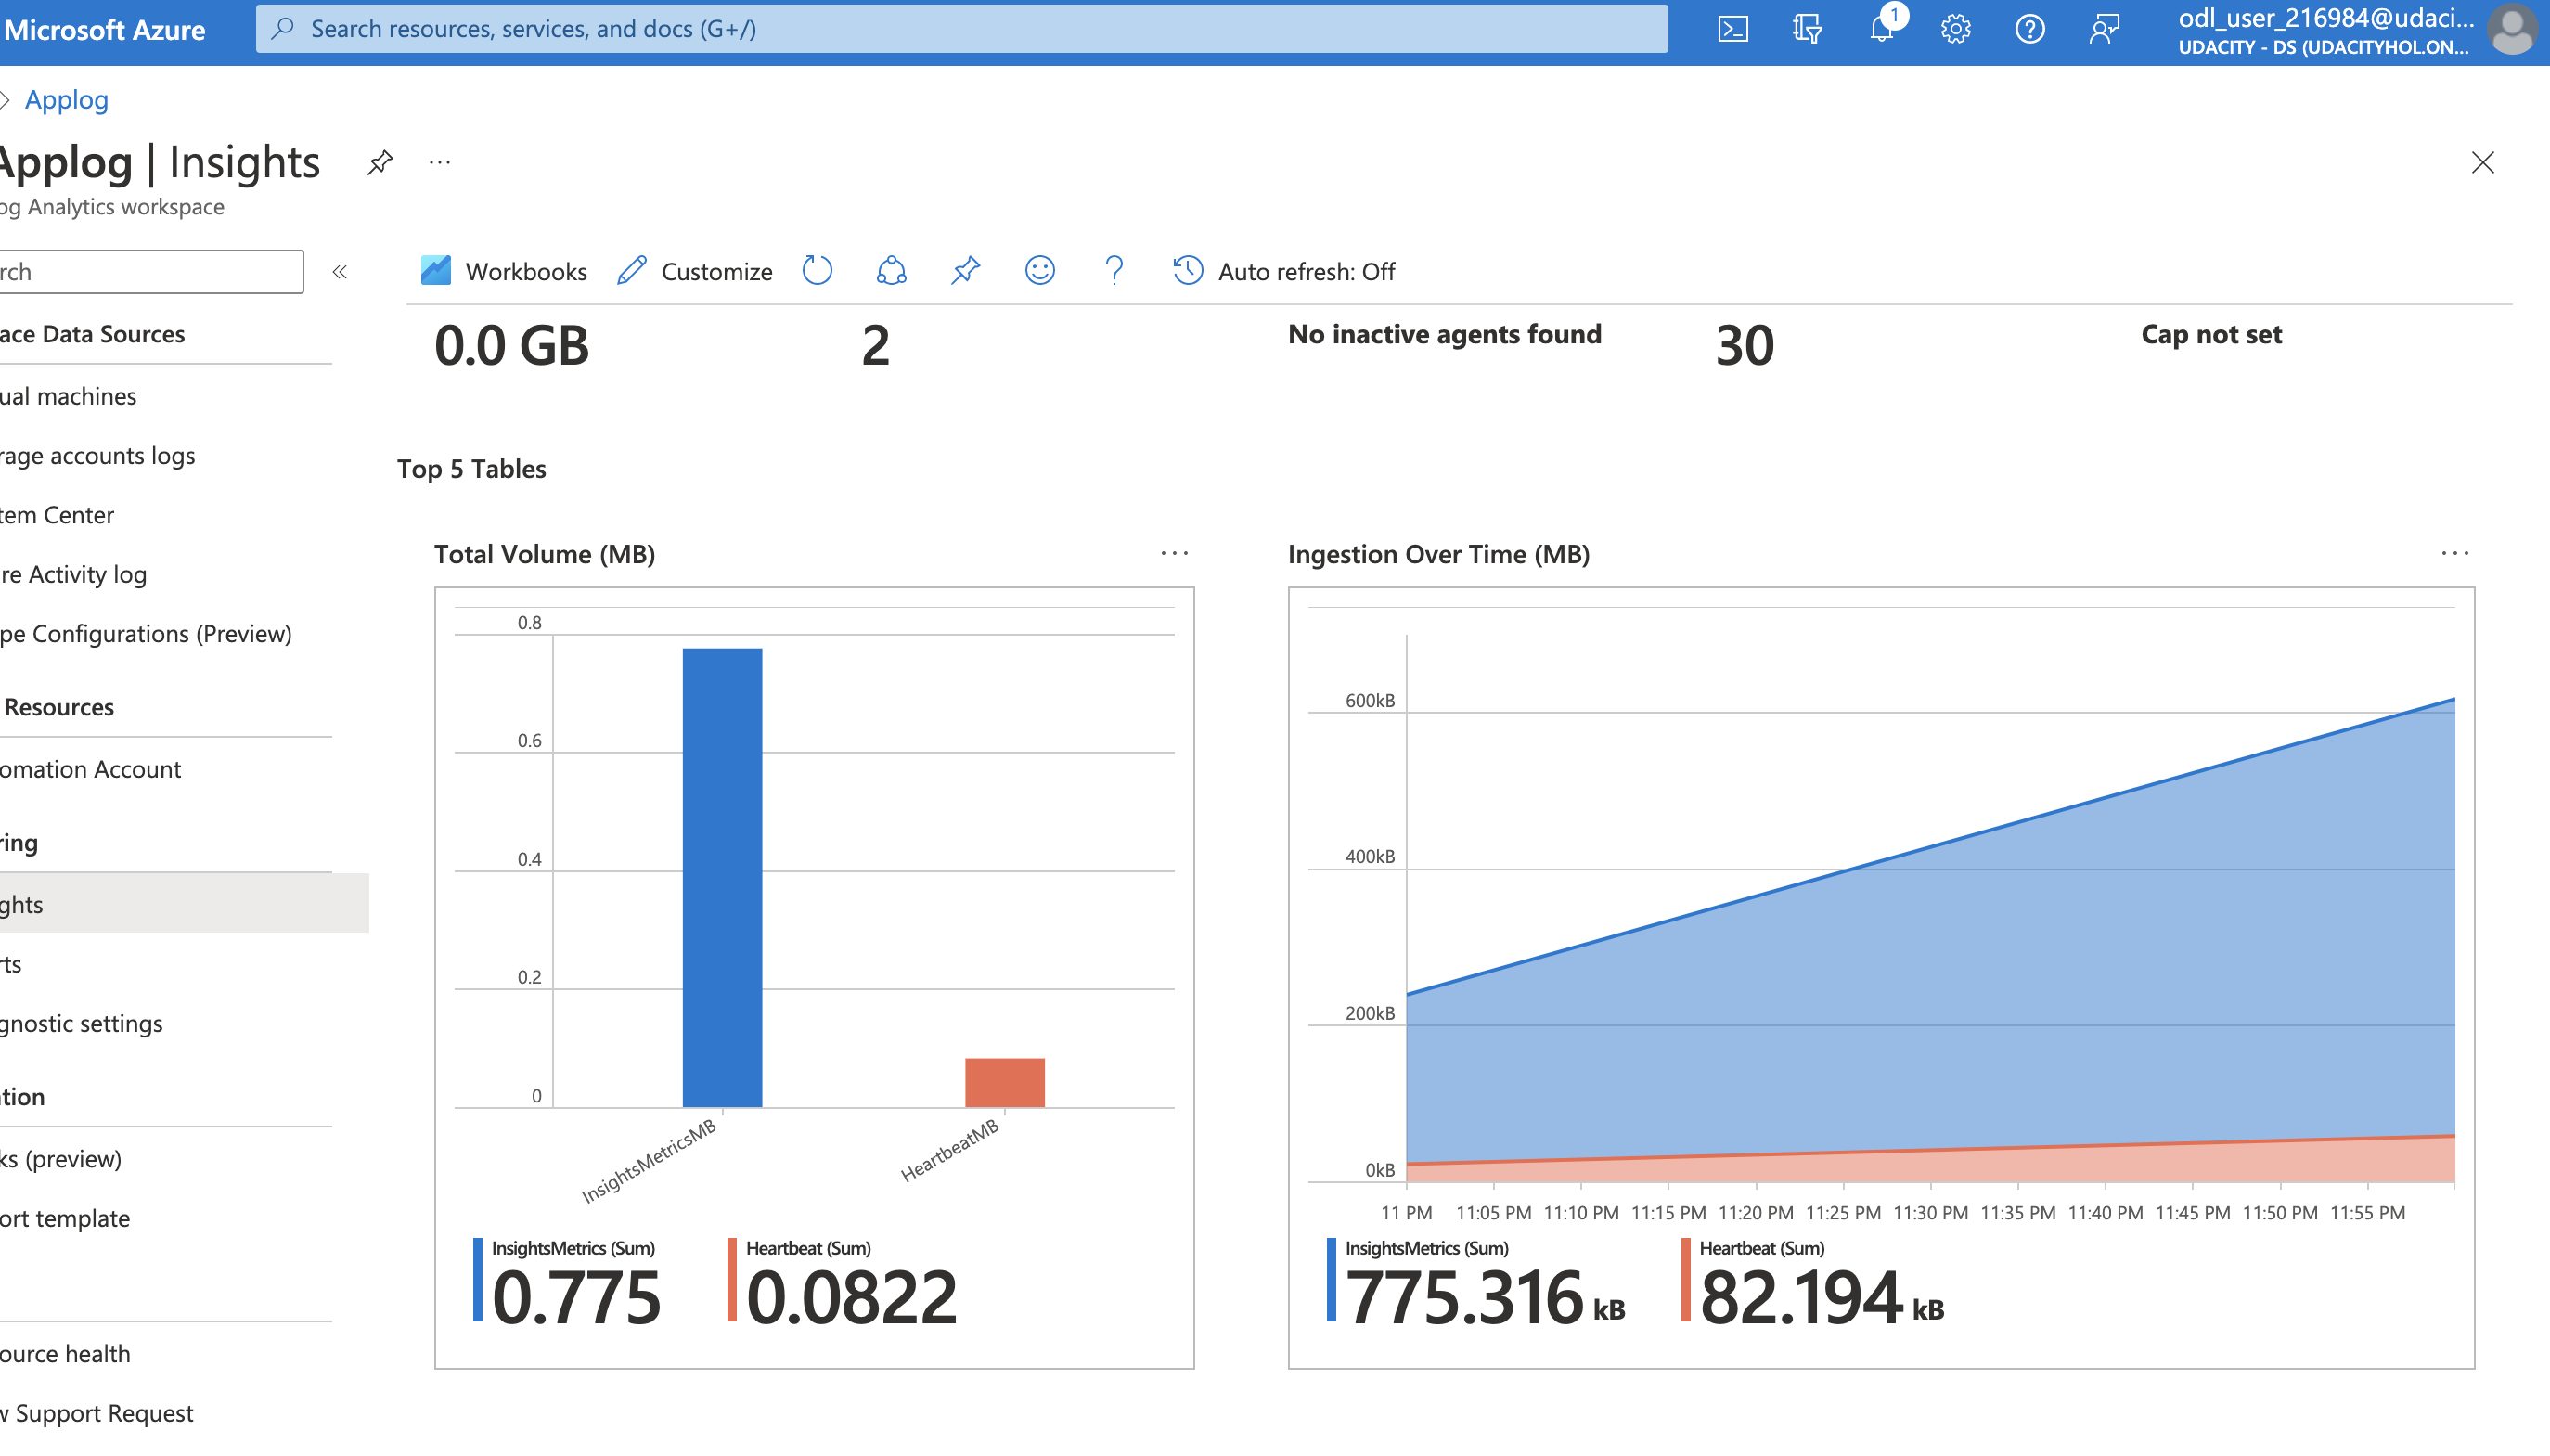 Microsoft Azure
Search resources, services, and docs (G+/)
1
odl_user_216984@udaci...
UDACITY - DS (UDACITYHOL.ON...
Applog
Applog | Insights
...
og Analytics workspace
rch
«
Workbooks
Customize
Auto refresh: Off
ace Data Sources
ual machines
rage accounts logs
tem Center
re Activity log
pe Configurations (Preview)
Resources
omation Account
ring
ghts
rts
gnostic settings
ation
ks (preview)
ort template
ource health
w Support Request
0.0 GB
2
No inactive agents found
30
Cap not set
Top 5 Tables
Total Volume (MB)
...
0.8
0.6
0.4
0.2
0
InsightsMetricsMB
HeartbeatMB
InsightsMetrics (Sum)
0.775
Heartbeat (Sum)
0.0822
Ingestion Over Time (MB)
...
600kB
400kB
200kB
0kB
11 PM 11:05 PM 11:10 PM 11:15 PM 11:20 PM 11:25 PM 11:30 PM 11:35 PM 11:40 PM 11:45 PM 11:50 PM 11:55 PM
InsightsMetrics (Sum)
775.316 kB
Heartbeat (Sum)
82.194 kB